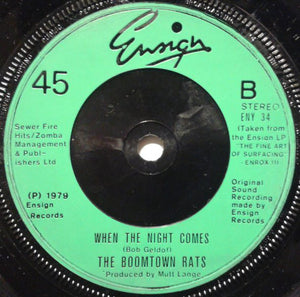 Ensign
45
B
STEREO
ENY 34
(Taken from
the Ensign LP
"THE FINE ART
OF SURFACING"
ENROX 11)
Sewer Fire
Hits/Zomba
Management
& Publ-
ishers Ltd
(P) 1979
Ensign
Records
Original
Sound
Recording
made by
Ensign
Records
WHEN THE NIGHT COMES
(Bob Geldof)
THE BOOMTOWN RATS
Produced by Mutt Lange